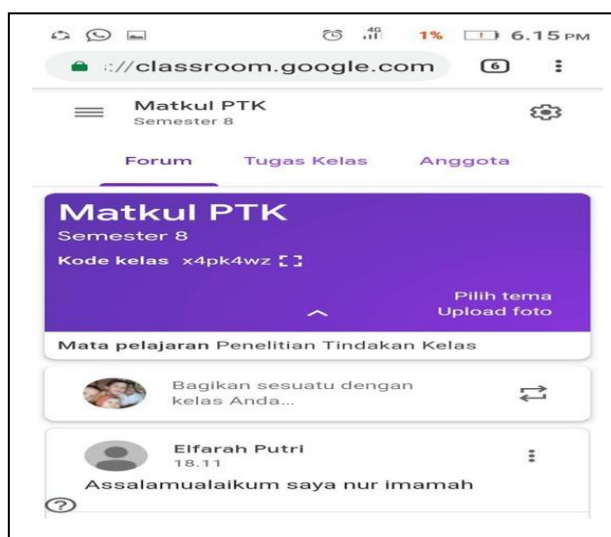 4G 1% 6.15 PM
://classroom.google.com 6
Matkul PTK
Semester 8
Forum Tugas Kelas Anggota
Matkul PTK
Semester 8
Kode kelas x4pk4wz
Pilih tema
Upload foto
Mata pelajaran Penelitian Tindakan Kelas
Bagikan sesuatu dengan
kelas Anda...
Elfarah Putri
18.11
Assalamualaikum saya nur imamah